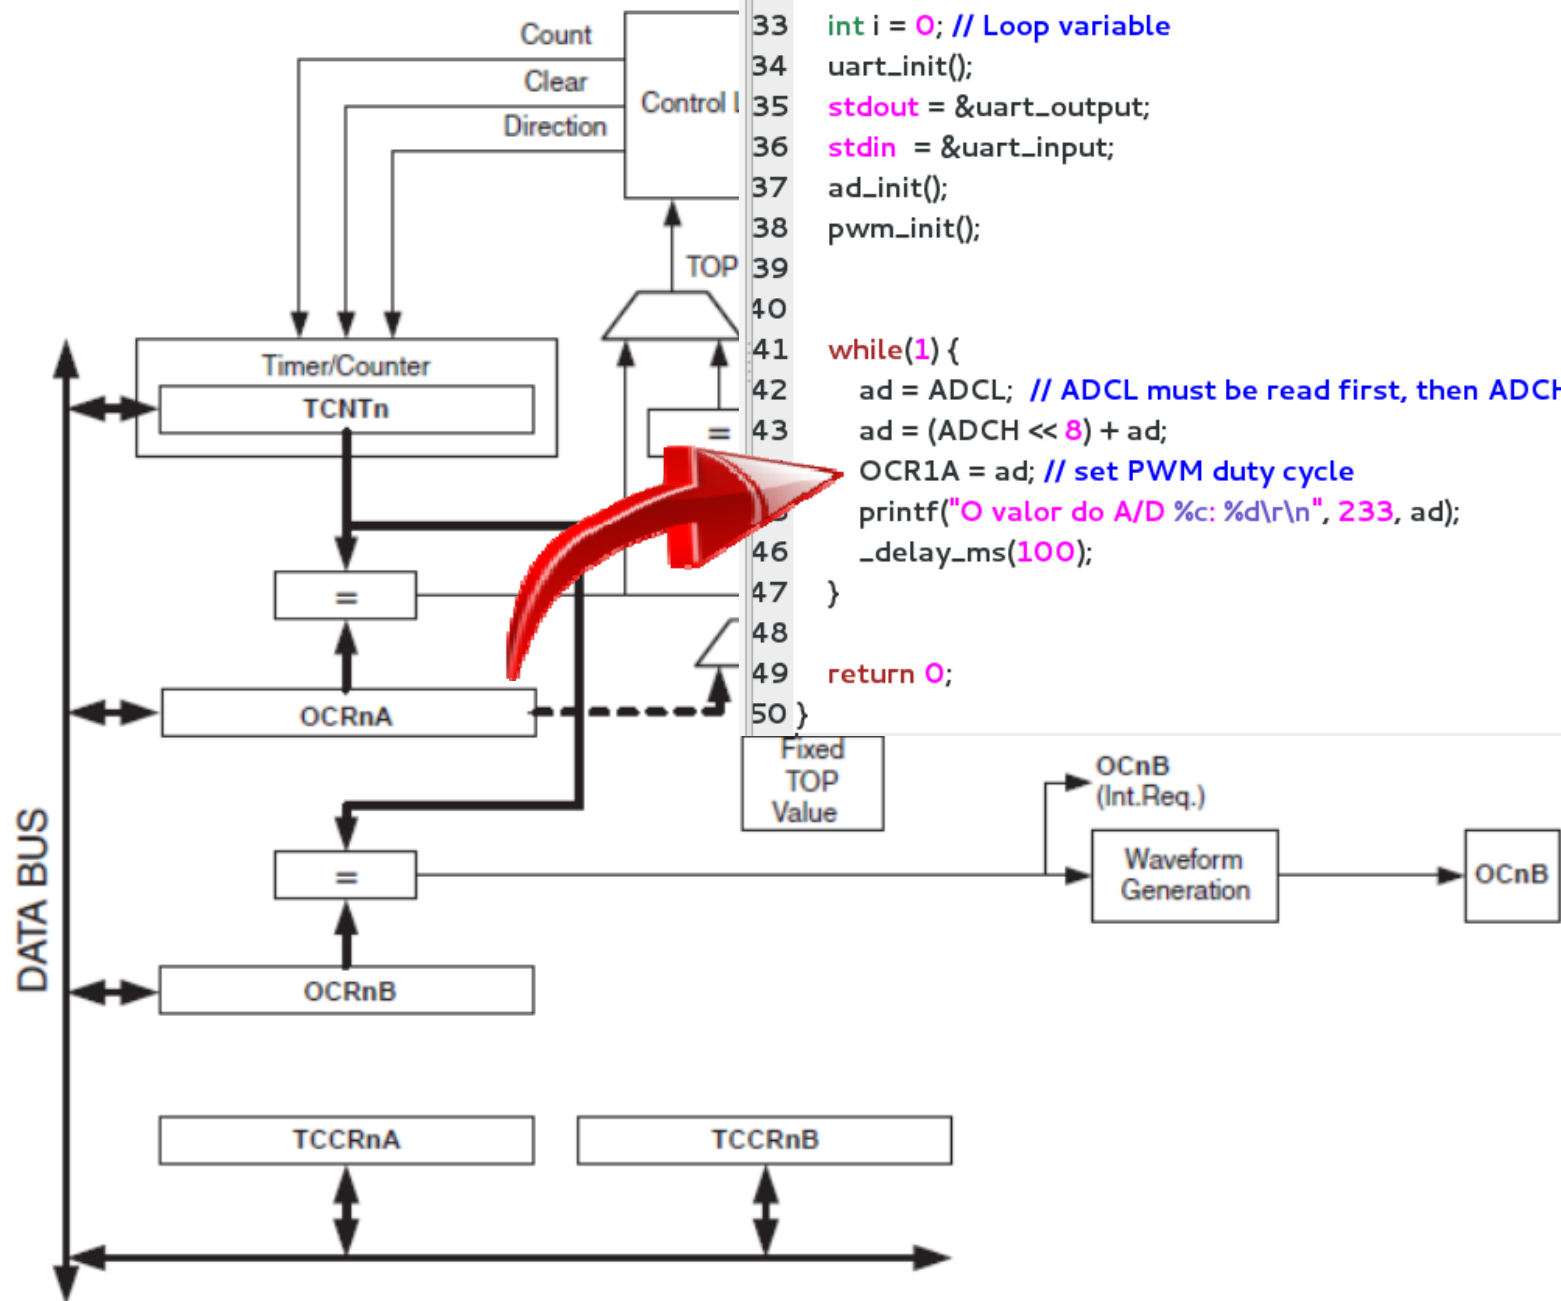 Count
Clear
Direction
Control L
TOP
Timer/Counter
TCNTn
=
=
OCRnA
=
OCRnB
DATA BUS
TCCRnA
TCCRnB
Fixed
TOP
Value
OCnB
(Int.Req.)
Waveform
Generation
OCnB
33 int i = 0; // Loop variable
34 uart_init();
35 stdout = &uart_output;
36 stdin  = &uart_input;
37 ad_init();
38 pwm_init();
39
40
41 while(1) {
42 ad = ADCL;  // ADCL must be read first, then ADCH
43 ad = (ADCH << 8) + ad;
OCR1A = ad; // set PWM duty cycle
printf("O valor do A/D %c: %d\r\n", 233, ad);
46 _delay_ms(100);
47 }
48
49 return 0;
50 }